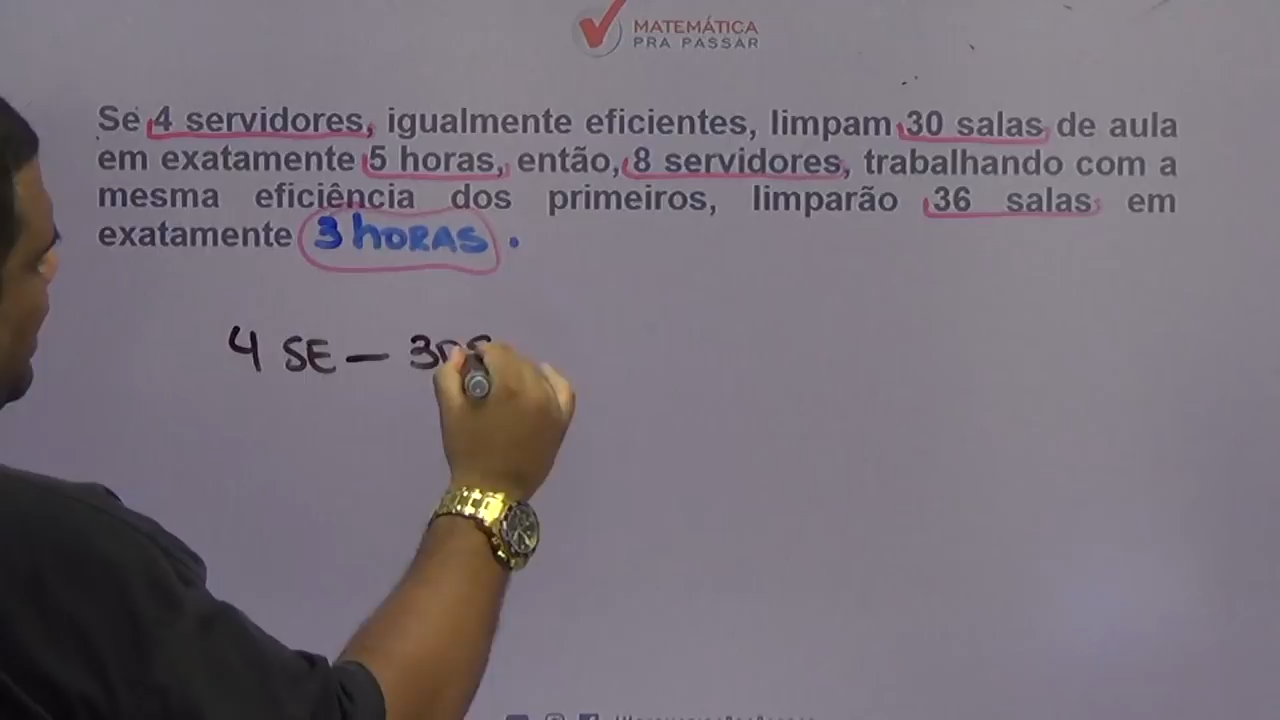 MATEMÁTICA
PRA PASSAR
Se 4 servidores, igualmente eficientes, limpam 30 salas de aula
em exatamente 5 horas, então, 8 servidores, trabalhando com a
mesma eficiência dos primeiros, limparão 36 salas em
exatamente 3 HORAS.
4 SE —